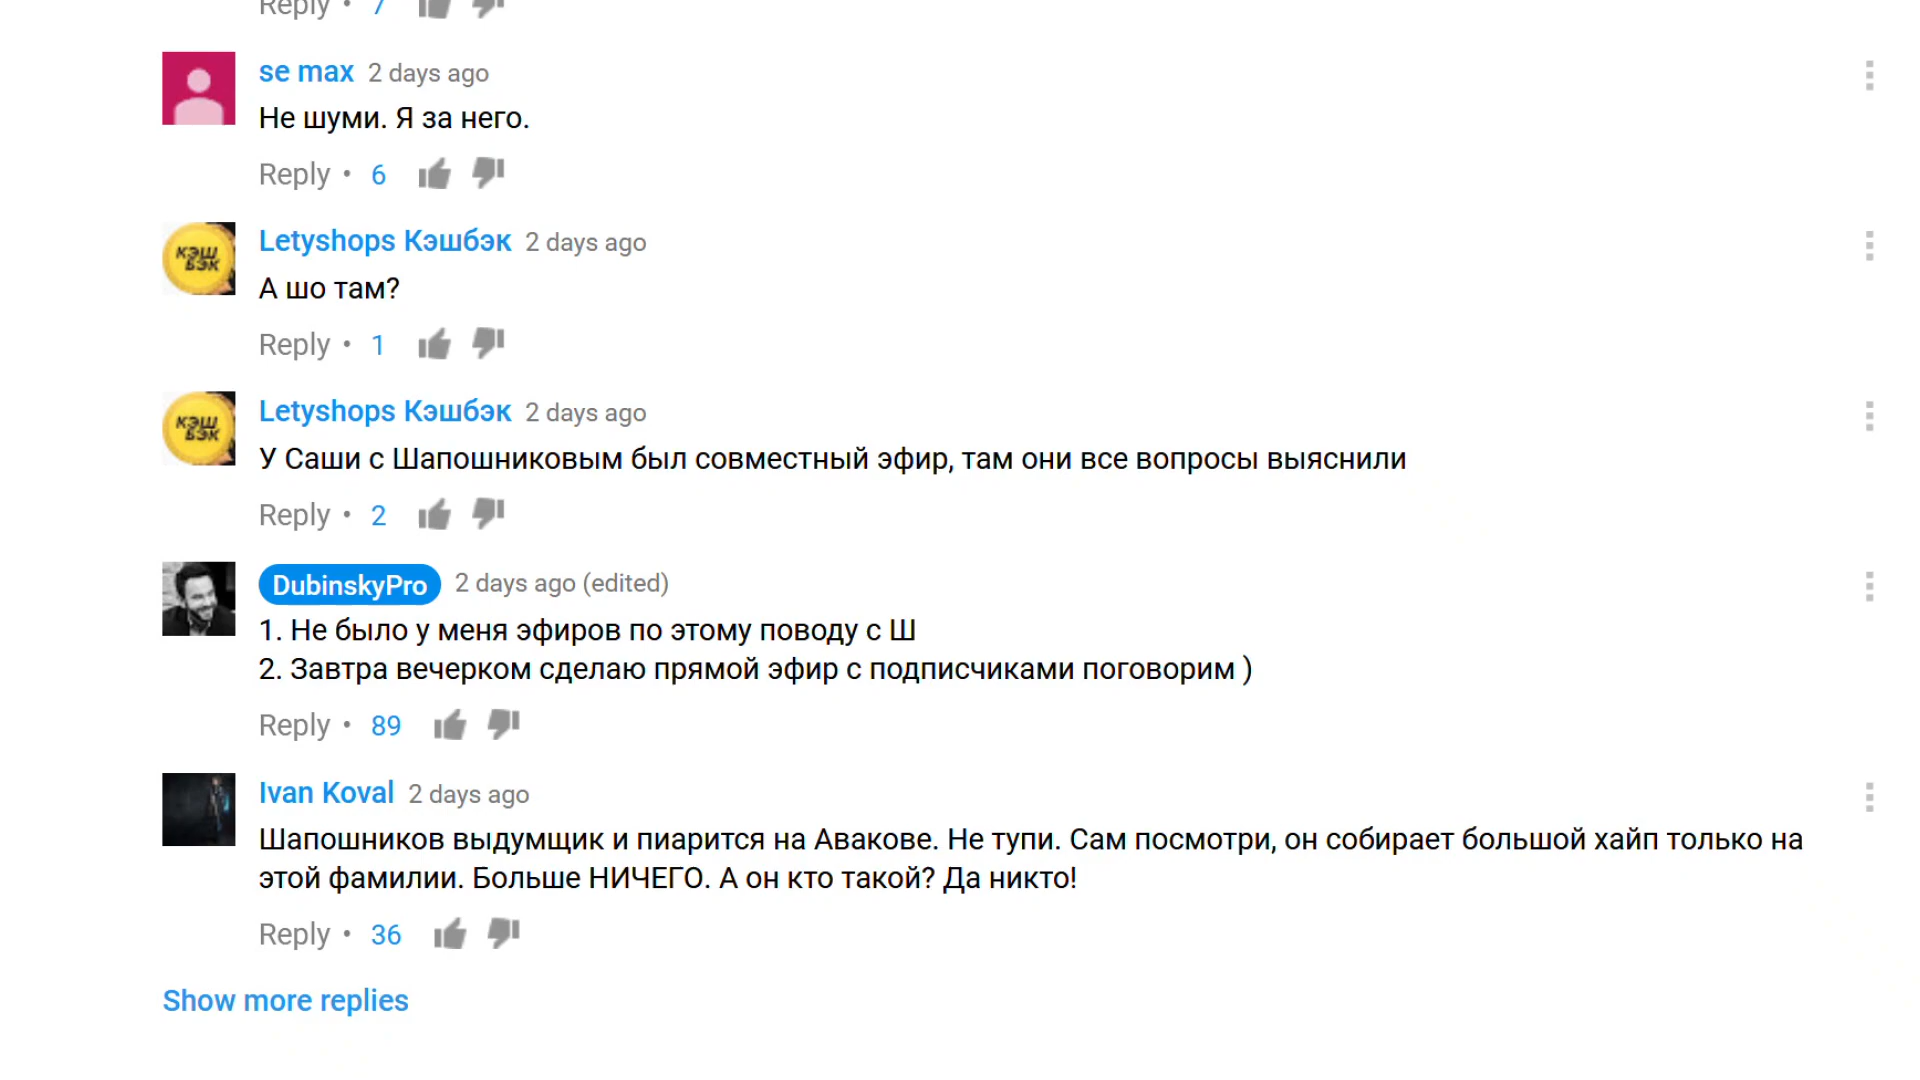 Reply • 7
se max 2 days ago
Не шуми. Я за него.
Reply • 6
КЭШ
БЭК
Letyshops Кэшбэк 2 days ago
А шо там?
Reply • 1
КЭШ
БЭК
Letyshops Кэшбэк 2 days ago
У Саши с Шапошниковым был совместный эфир, там они все вопросы выяснили
Reply • 2
DubinskyPro 2 days ago (edited)
1. Не было у меня эфиров по этому поводу с Ш
2. Завтра вечерком сделаю прямой эфир с подписчиками поговорим )
Reply • 89
Ivan Koval 2 days ago
Шапошников выдумщик и пиарится на Авакове. Не тупи. Сам посмотри, он собирает большой хайп только на
этой фамилии. Больше НИЧЕГО. А он кто такой? Да никто!
Reply • 36
Show more replies